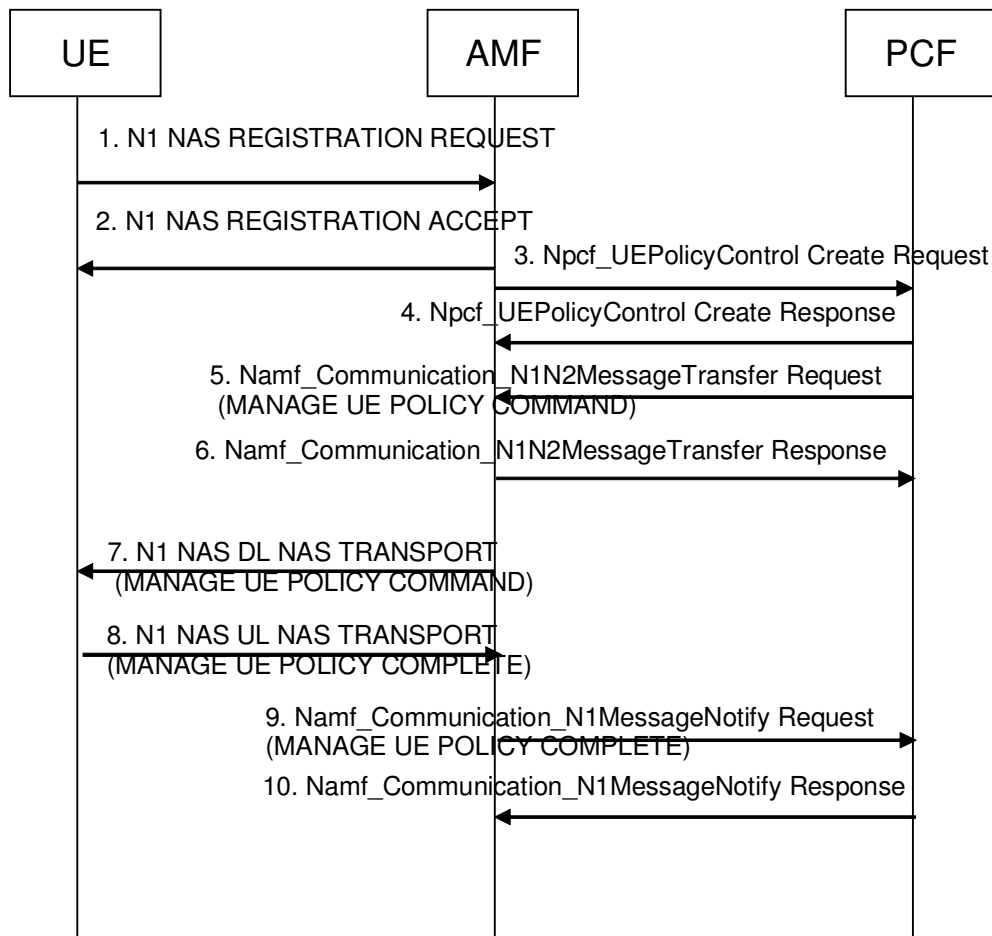 UE
AMF
PCF
1. N1 NAS REGISTRATION REQUEST
2. N1 NAS REGISTRATION ACCEPT
3. Npcf_UEPolicyControl Create Request
4. Npcf_UEPolicyControl Create Response
5. Namf_Communication_N1N2MessageTransfer Request
(MANAGE UE POLICY COMMAND)
6. Namf_Communication_N1N2MessageTransfer Response
7. N1 NAS DL NAS TRANSPORT
(MANAGE UE POLICY COMMAND)
8. N1 NAS UL NAS TRANSPORT
(MANAGE UE POLICY COMPLETE)
9. Namf_Communication_N1MessageNotify Request
(MANAGE UE POLICY COMPLETE)
10. Namf_Communication_N1MessageNotify Response